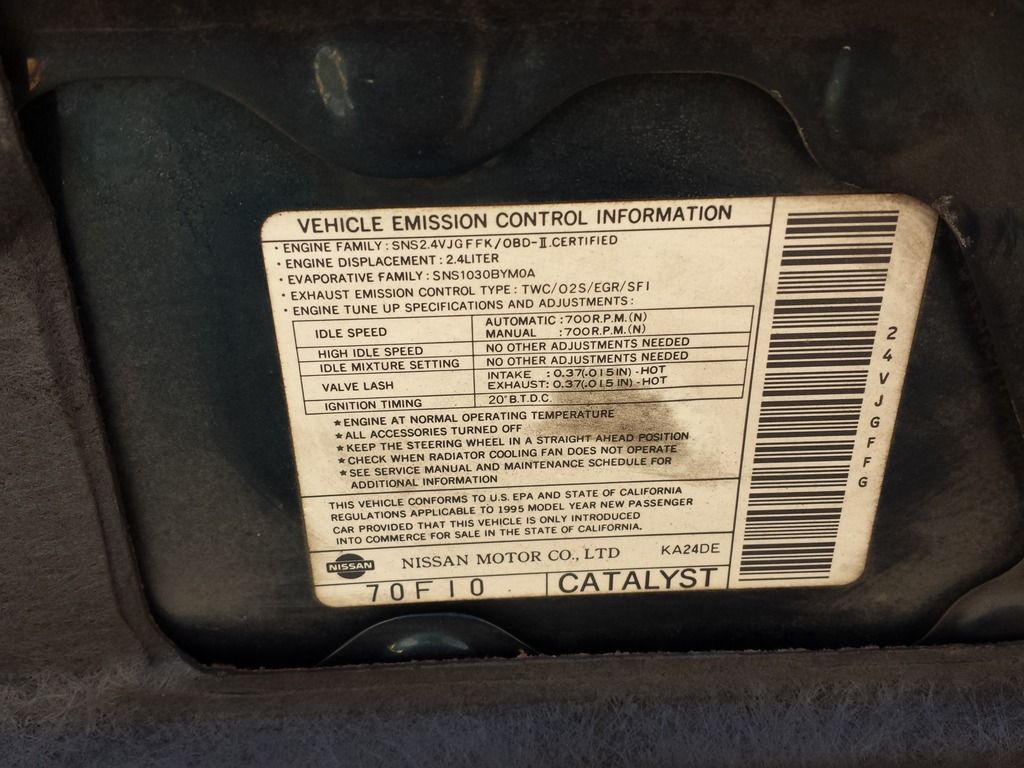 VEHICLE EMISSION CONTROL INFORMATION
· ENGINE FAMILY : SNS2.4VJGFFK/OBD-Ⅱ.CERTIFIED
· ENGINE DISPLACEMENT : 2.4LITER
· EVAPORATIVE FAMILY : SNS1030BYM0A
· EXHAUST EMISSION CONTROL TYPE : TWC/O2S/EGR/SFI
· ENGINE TUNE UP SPECIFICATIONS AND ADJUSTMENTS :
IDLE SPEED
AUTOMATIC : 700R.P.M.(N)
MANUAL : 700R.P.M.(N)
HIGH IDLE SPEED NO OTHER ADJUSTMENTS NEEDED
IDLE MIXTURE SETTING NO OTHER ADJUSTMENTS NEEDED
VALVE LASH
INTAKE : 0.37(.015IN) - HOT
EXHAUST: 0.37(.015IN) - HOT
IGNITION TIMING 20°B.T.D.C.
★ENGINE AT NORMAL OPERATING TEMPERATURE
★ALL ACCESSORIES TURNED OFF
★KEEP THE STEERING WHEEL IN A STRAIGHT AHEAD POSITION
★CHECK WHEN RADIATOR COOLING FAN DOES NOT OPERATE
★SEE SERVICE MANUAL AND MAINTENANCE SCHEDULE FOR
ADDITIONAL INFORMATION
THIS VEHICLE CONFORMS TO U.S. EPA AND STATE OF CALIFORNIA
REGULATIONS APPLICABLE TO 1995 MODEL YEAR NEW PASSENGER
CAR PROVIDED THAT THIS VEHICLE IS ONLY INTRODUCED
INTO COMMERCE FOR SALE IN THE STATE OF CALIFORNIA.
NISSAN NISSAN MOTOR CO., LTD KA24DE
70F10 CATALYST
24VJGFFG